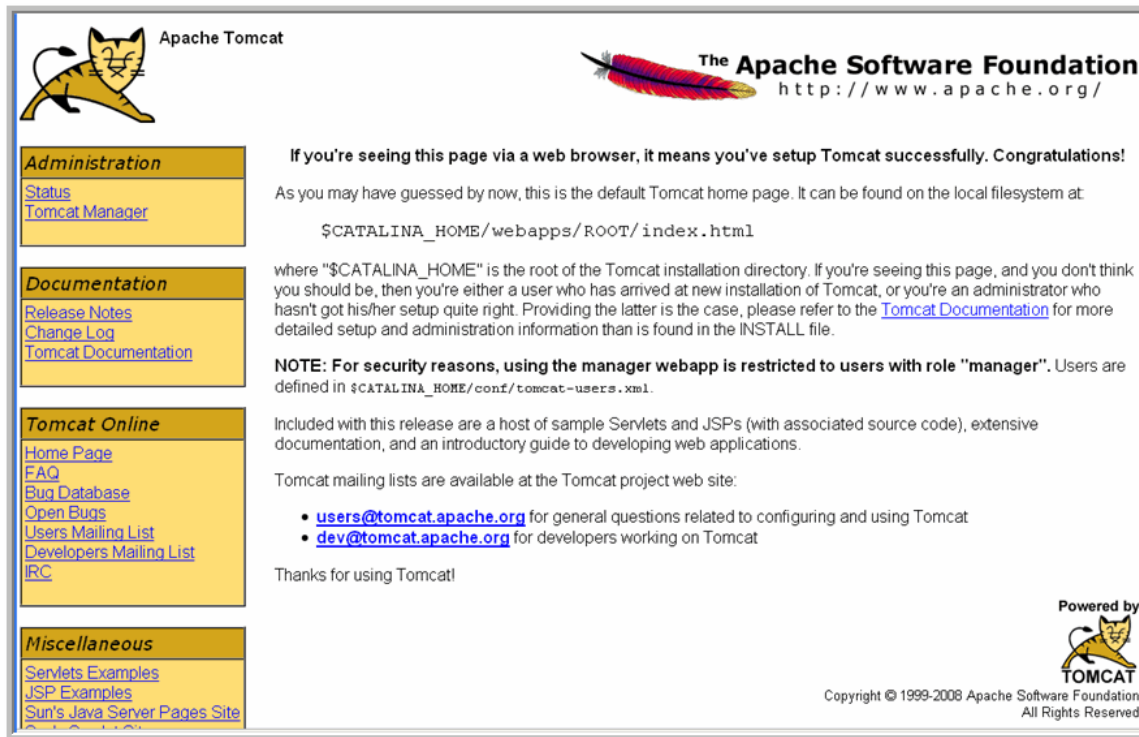 Apache Tomcat
The Apache Software Foundation
http://www.apache.org/
Administration
Status
Tomcat Manager
Documentation
Release Notes
Change Log
Tomcat Documentation
Tomcat Online
Home Page
FAQ
Bug Database
Open Bugs
Users Mailing List
Developers Mailing List
IRC
Miscellaneous
Servlets Examples
JSP Examples
Sun's Java Server Pages Site
If you're seeing this page via a web browser, it means you've setup Tomcat successfully. Congratulations!
As you may have guessed by now, this is the default Tomcat home page. It can be found on the local filesystem at:
$CATALINA_HOME/webapps/ROOT/index.html
where "$CATALINA_HOME" is the root of the Tomcat installation directory. If you're seeing this page, and you don't think
you should be, then you're either a user who has arrived at new installation of Tomcat, or you're an administrator who
hasn't got his/her setup quite right. Providing the latter is the case, please refer to the Tomcat Documentation for more
detailed setup and administration information than is found in the INSTALL file.
NOTE: For security reasons, using the manager webapp is restricted to users with role "manager". Users are
defined in $CATALINA_HOME/conf/tomcat-users.xml.
Included with this release are a host of sample Servlets and JSPs (with associated source code), extensive
documentation, and an introductory guide to developing web applications.
Tomcat mailing lists are available at the Tomcat project web site:
• users@tomcat.apache.org for general questions related to configuring and using Tomcat
• dev@tomcat.apache.org for developers working on Tomcat
Thanks for using Tomcat!
Powered by
TOMCAT
Copyright © 1999-2008 Apache Software Foundation
All Rights Reserved